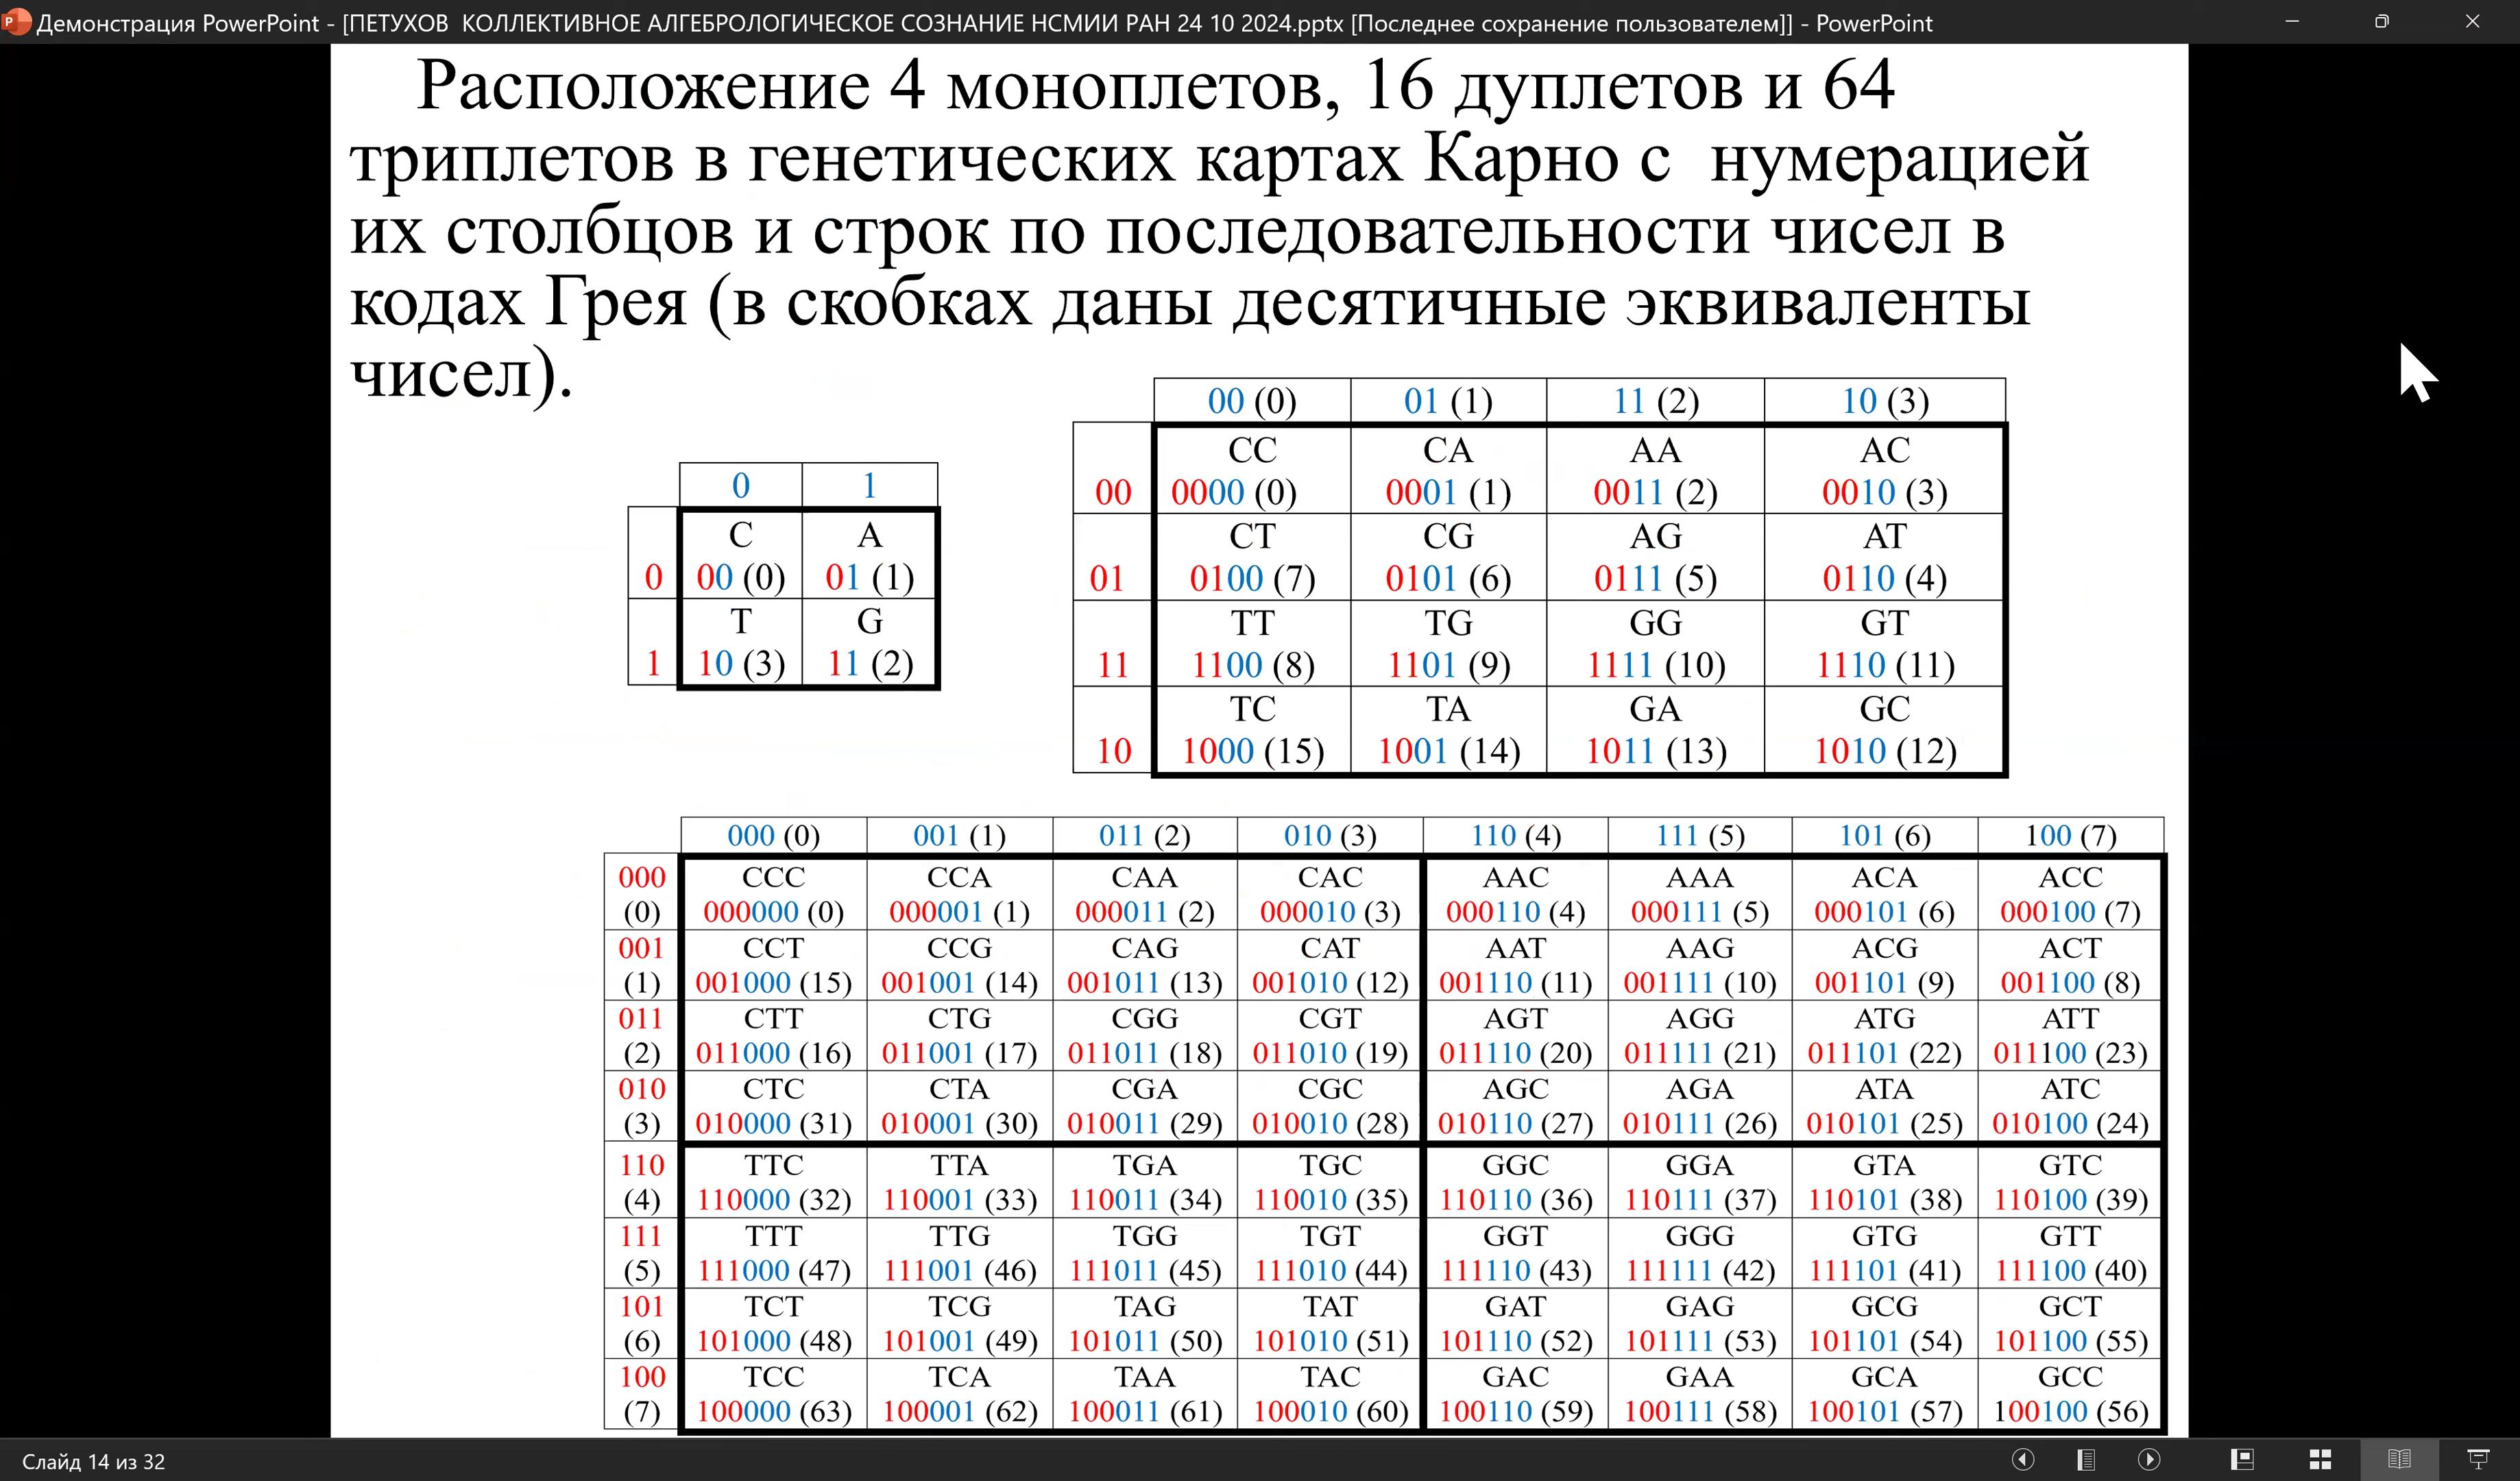 Демонстрация PowerPoint - [ПЕТУХОВ  КОЛЛЕКТИВНОЕ АЛГЕБРОЛОГИЧЕСКОЕ СОЗНАНИЕ НСМИИ РАН 24 10 2024.pptx [Последнее сохранение пользователем]] - PowerPoint
Расположение 4 моноплетов, 16 дуплетов и 64
триплетов в генетических картах Карно с  нумерацией
их столбцов и строк по последовательности чисел в
кодах Грея (в скобках даны десятичные эквиваленты
чисел).
0 1
C A
0 00 (0) 01 (1)
T G
1 10 (3) 11 (2)
00 (0) 01 (1) 11 (2) 10 (3)
CC CA AA AC
00 0000 (0) 0001 (1) 0011 (2) 0010 (3)
CT CG AG AT
01 0100 (7) 0101 (6) 0111 (5) 0110 (4)
TT TG GG GT
11 1100 (8) 1101 (9) 1111 (10) 1110 (11)
TC TA GA GC
10 1000 (15) 1001 (14) 1011 (13) 1010 (12)
000 (0) 001 (1) 011 (2) 010 (3) 110 (4) 111 (5) 101 (6) 100 (7)
000 CCC CCA CAA CAC AAC AAA ACA ACC
(0) 000000 (0) 000001 (1) 000011 (2) 000010 (3) 000110 (4) 000111 (5) 000101 (6) 000100 (7)
001 CCT CCG CAG CAT AAT AAG ACG ACT
(1) 001000 (15) 001001 (14) 001011 (13) 001010 (12) 001110 (11) 001111 (10) 001101 (9) 001100 (8)
011 CTT CTG CGG CGT AGT AGG ATG ATT
(2) 011000 (16) 011001 (17) 011011 (18) 011010 (19) 011110 (20) 011111 (21) 011101 (22) 011100 (23)
010 CTC CTA CGA CGC AGC AGA ATA ATC
(3) 010000 (31) 010001 (30) 010011 (29) 010010 (28) 010110 (27) 010111 (26) 010101 (25) 010100 (24)
110 TTC TTA TGA TGC GGC GGA GTA GTC
(4) 110000 (32) 110001 (33) 110011 (34) 110010 (35) 110110 (36) 110111 (37) 110101 (38) 110100 (39)
111 TTT TTG TGG TGT GGT GGG GTG GTT
(5) 111000 (47) 111001 (46) 111011 (45) 111010 (44) 111110 (43) 111111 (42) 111101 (41) 111100 (40)
101 TCT TCG TAG TAT GAT GAG GCG GCT
(6) 101000 (48) 101001 (49) 101011 (50) 101010 (51) 101110 (52) 101111 (53) 101101 (54) 101100 (55)
100 TCC TCA TAA TAC GAC GAA GCA GCC
(7) 100000 (63) 100001 (62) 100011 (61) 100010 (60) 100110 (59) 100111 (58) 100101 (57) 100100 (56)
Слайд 14 из 32